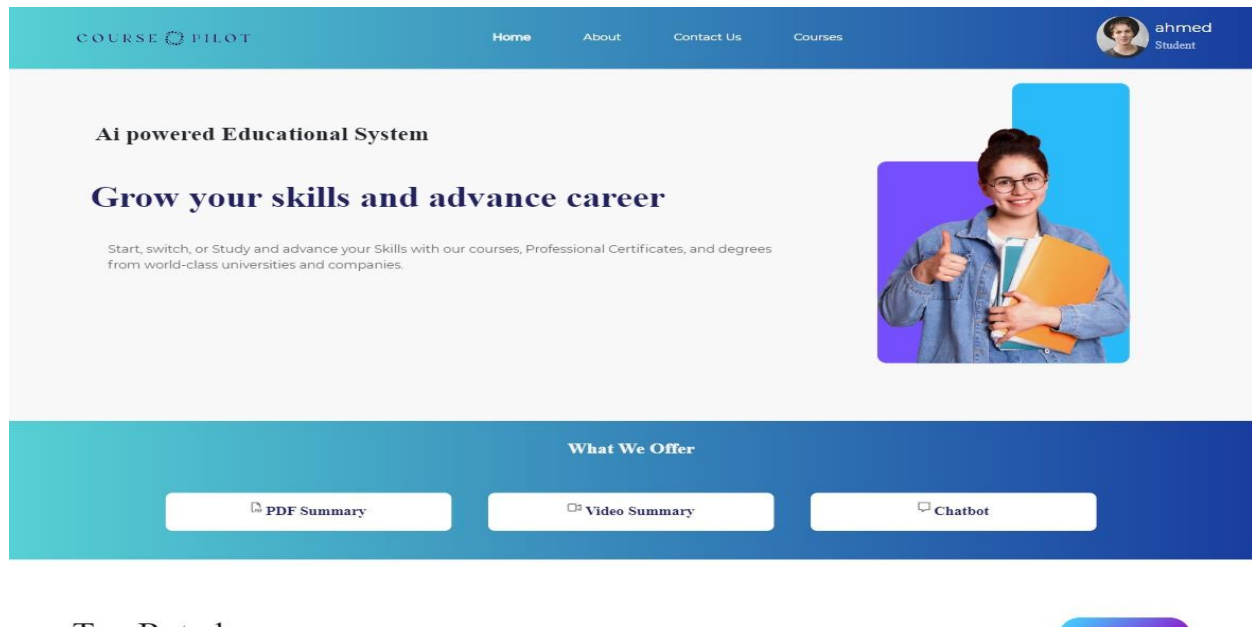 COURSE PILOT
Home About Contact Us Courses
ahmed
Student
Ai powered Educational System
Grow your skills and advance career
Start, switch, or Study and advance your Skills with our courses, Professional Certificates, and degrees
from world-class universities and companies.
What We Offer
PDF Summary
Video Summary
Chatbot